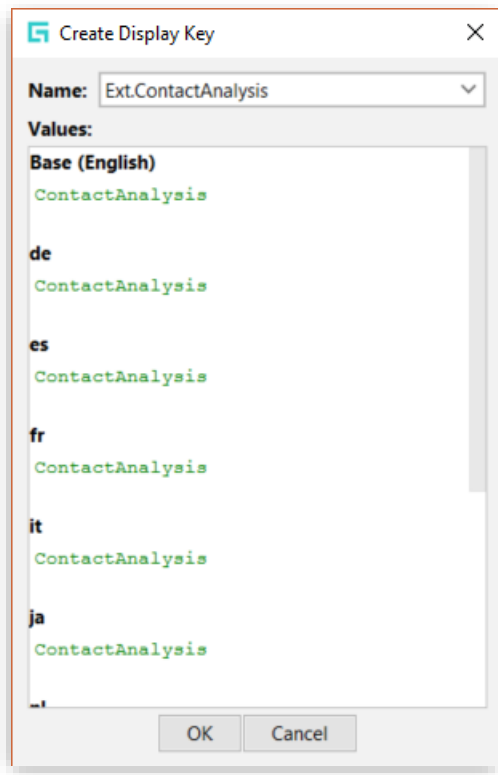 Create Display Key
Name: Ext.ContactAnalysis
Values:
Base (English)
ContactAnalysis
de
ContactAnalysis
es
ContactAnalysis
fr
ContactAnalysis
it
ContactAnalysis
ja
ContactAnalysis
OK Cancel